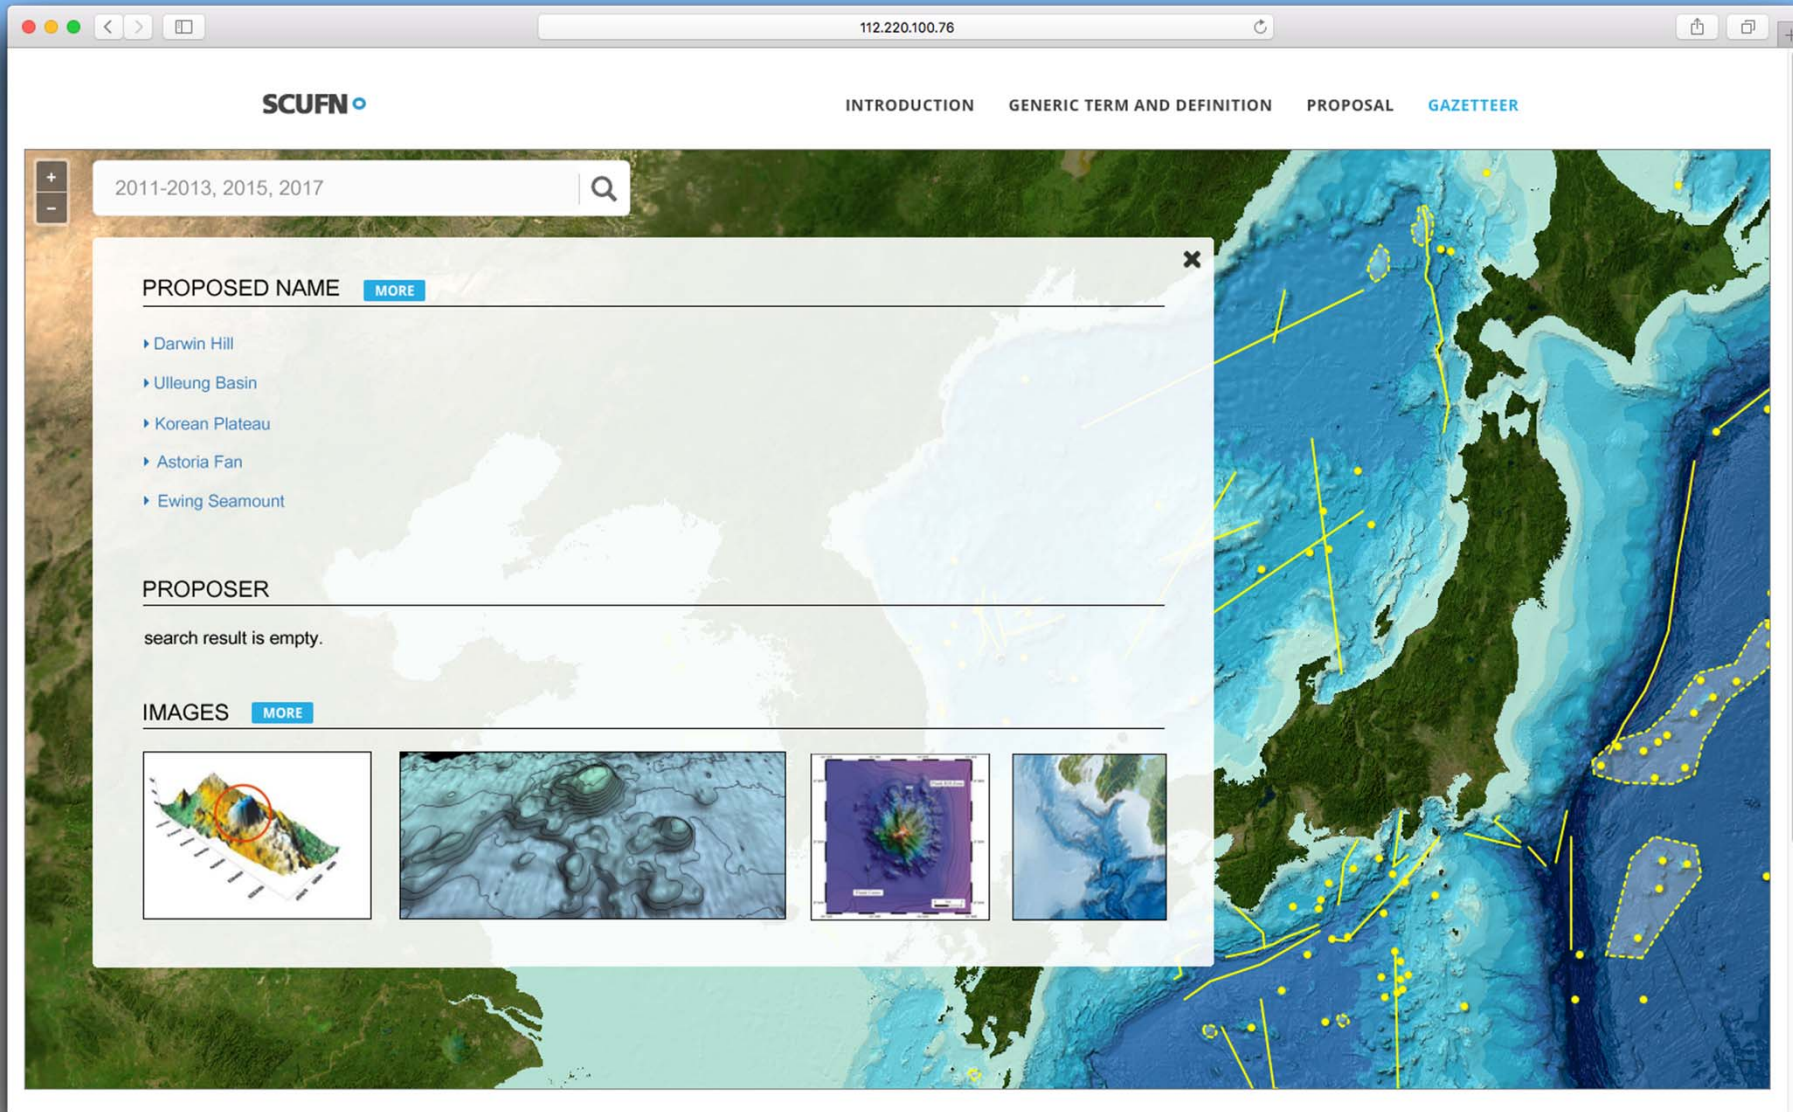 112.220.100.76
SCUFN
INTRODUCTION GENERIC TERM AND DEFINITION PROPOSAL GAZETTEER
+
-
2011-2013, 2015, 2017
PROPOSED NAME MORE
Darwin Hill
Ulleung Basin
Korean Plateau
Astoria Fan
Ewing Seamount
PROPOSER
search result is empty.
IMAGES MORE